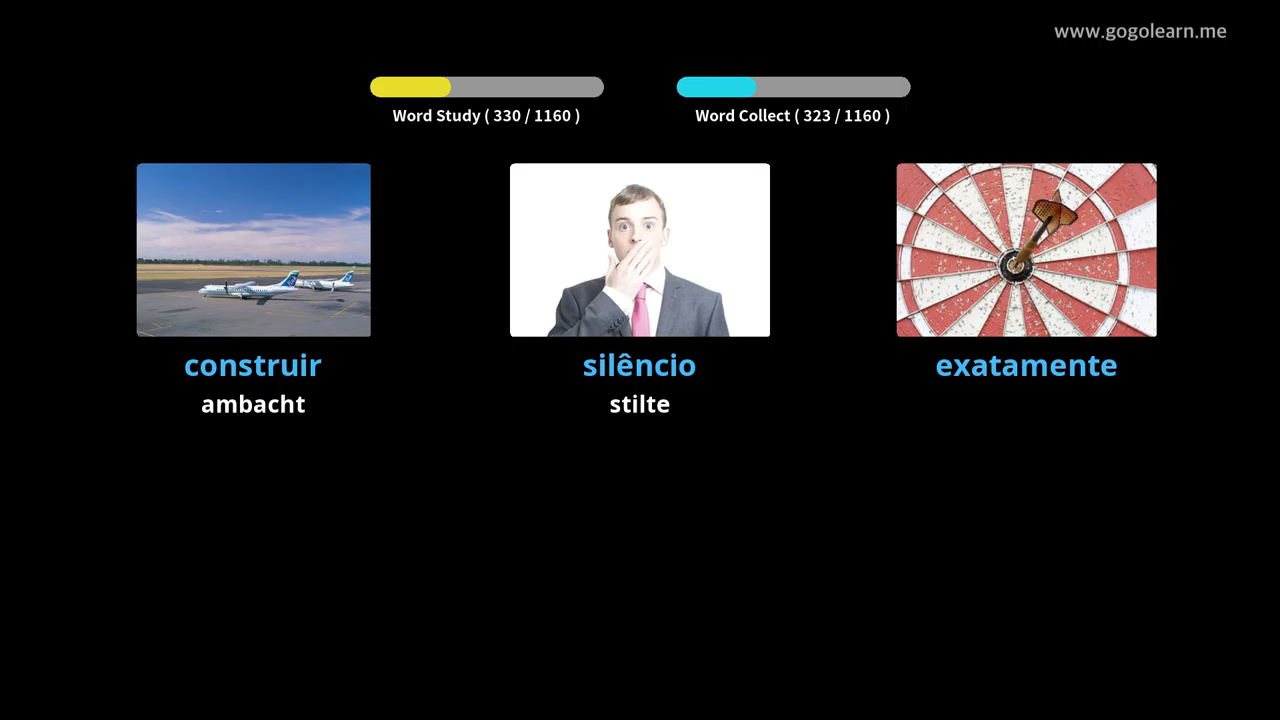 www.gogolearn.me
Word Study ( 330 / 1160 )
Word Collect ( 323 / 1160 )
construir
silêncio
exatamente
ambacht
stilte